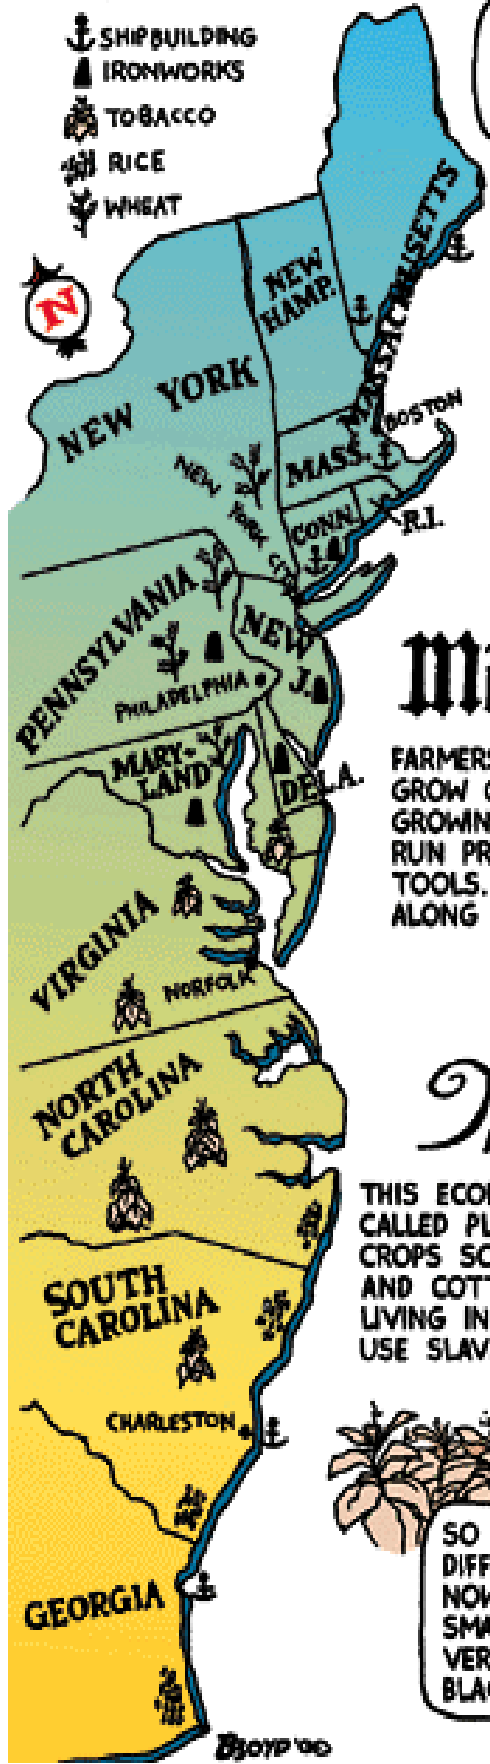 SHIPBUILDING
IRONWORKS
TOBACCO
RICE
WHEAT
N
MASSACHUSETTS
NEW
HAMP.
NEW YORK
BOSTON
MASS.
NEW YORK CITY
CONN.
R.I.
PENNSYLVANIA
NEW
J.
PHILADELPHIA
MARY-
LAND
DELA.
VIRGINIA
NORFOLK
NORTH
CAROLINA
SOUTH
CAROLINA
CHARLESTON
GEORGIA
FARMERS
GROW
GROWIN
RUN PR
TOOLS.
ALONG
THIS ECO
CALLED PL
CROPS SO
AND COTT
LIVING IN
USE SLAV
SO
DIFF
NOW
SMA
VER
BLA
BOYD '00